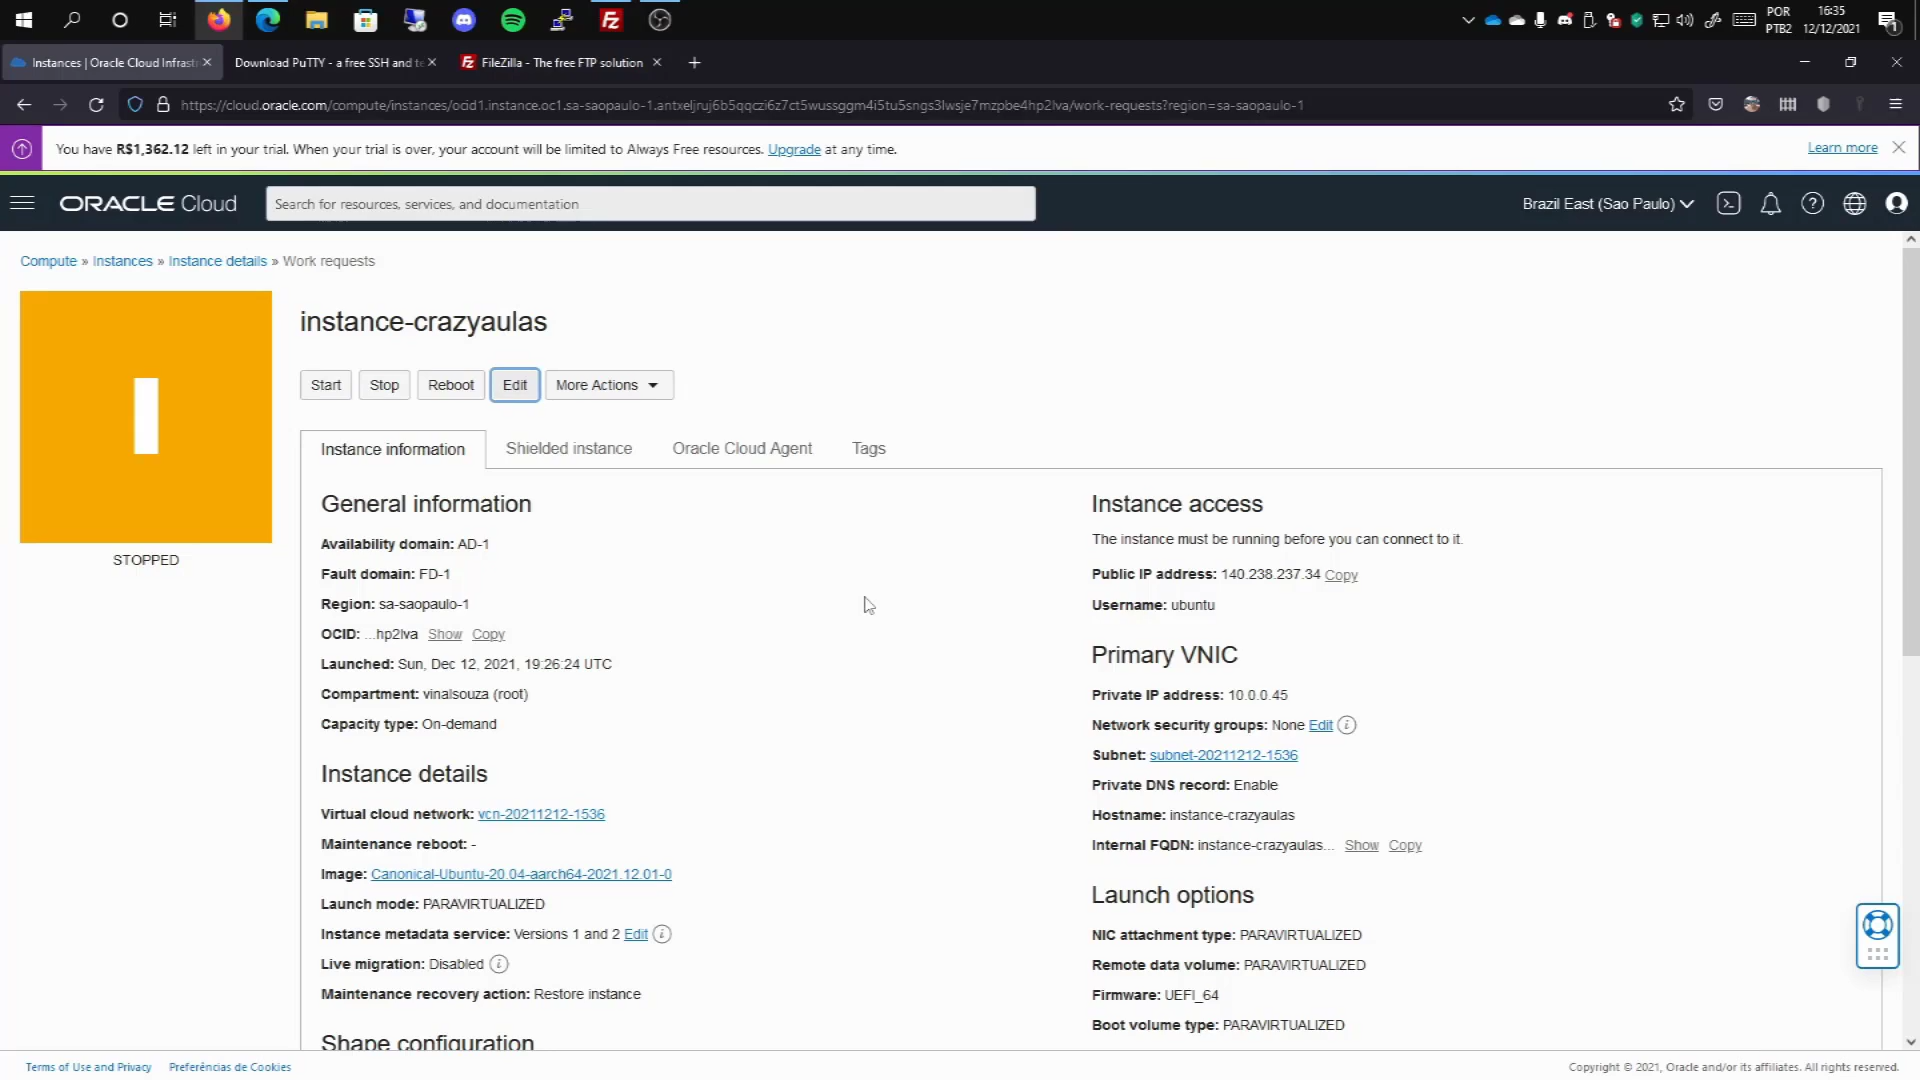 POR
PTB2
16:35
12/12/2021
1
Instances | Oracle Cloud Infrast
Download PuTTY - a free SSH and te
FileZilla - The free FTP solution
https://cloud.oracle.com/compute/instances/ocid1.instance.oc1.sa-saopaulo-1.antxeljruj6b5qqczi6z7ct5wussggm4i5tu5sngs3lwsje7mzpbe4hp2lva/work-requests?region=sa-saopaulo-1
You have R$1,362.12 left in your trial. When your trial is over, your account will be limited to Always Free resources. Upgrade at any time.
Learn more
ORACLE Cloud
Search for resources, services, and documentation
Brazil East (Sao Paulo)
Compute » Instances » Instance details » Work requests
I
STOPPED
instance-crazyaulas
Start Stop Reboot Edit More Actions
Instance information Shielded instance Oracle Cloud Agent Tags
General information
Availability domain: AD-1
Fault domain: FD-1
Region: sa-saopaulo-1
OCID: ...hp2lva Show Copy
Launched: Sun, Dec 12, 2021, 19:26:24 UTC
Compartment: vinalsouza (root)
Capacity type: On-demand
Instance details
Virtual cloud network: vcn-20211212-1536
Maintenance reboot: -
Image: Canonical-Ubuntu-20.04-aarch64-2021.12.01-0
Launch mode: PARAVIRTUALIZED
Instance metadata service: Versions 1 and 2 Edit
Live migration: Disabled
Maintenance recovery action: Restore instance
Shape configuration
Instance access
The instance must be running before you can connect to it.
Public IP address: 140.238.237.34 Copy
Username: ubuntu
Primary VNIC
Private IP address: 10.0.0.45
Network security groups: None Edit
Subnet: subnet-20211212-1536
Private DNS record: Enable
Hostname: instance-crazyaulas
Internal FQDN: instance-crazyaulas... Show Copy
Launch options
NIC attachment type: PARAVIRTUALIZED
Remote data volume: PARAVIRTUALIZED
Firmware: UEFI_64
Boot volume type: PARAVIRTUALIZED
Terms of Use and Privacy Preferências de Cookies
Copyright © 2021, Oracle and/or its affiliates. All rights reserved.